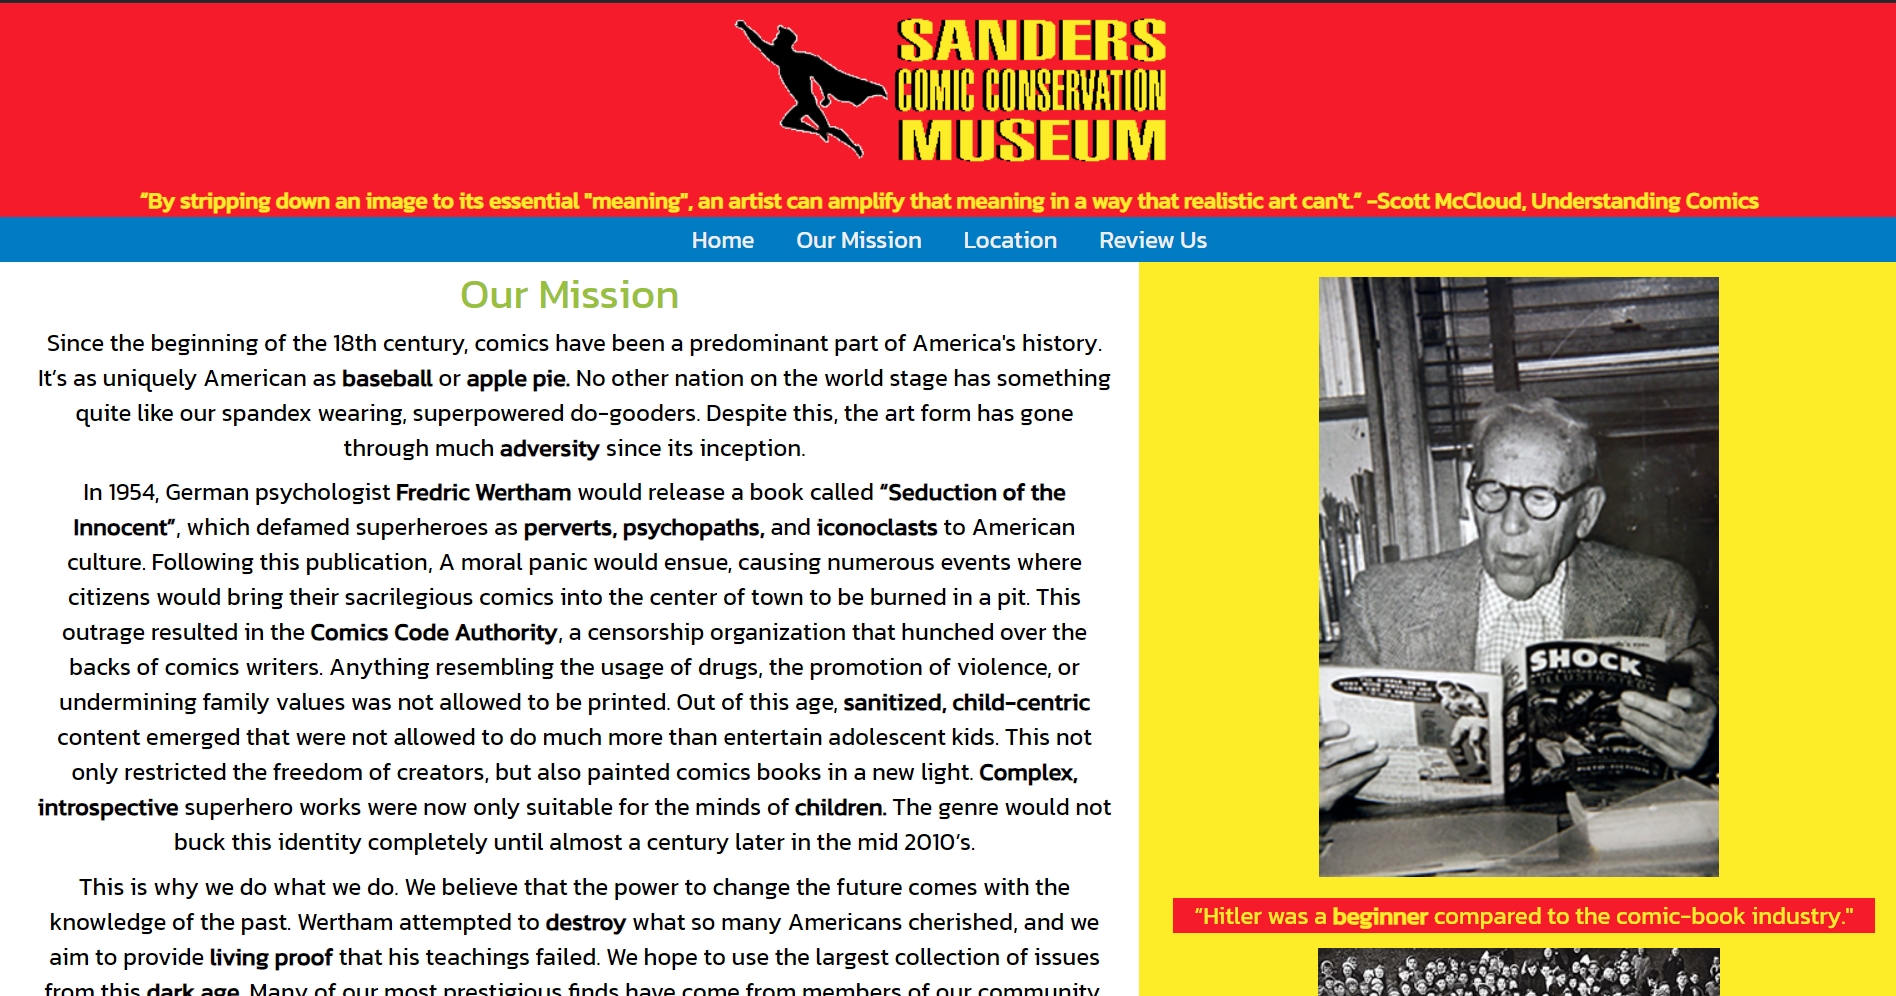 SANDERS
COMIC CONSERVATION
MUSEUM
“By stripping down an image to its essential "meaning", an artist can amplify that meaning in a way that realistic art can't.” -Scott McCloud, Understanding Comics
Home Our Mission Location Review Us
Our Mission
Since the beginning of the 18th century, comics have been a predominant part of America's history.
It’s as uniquely American as baseball or apple pie. No other nation on the world stage has something
quite like our spandex wearing, superpowered do-gooders. Despite this, the art form has gone
through much adversity since its inception.
In 1954, German psychologist Fredric Wertham would release a book called “Seduction of the
Innocent”, which defamed superheroes as perverts, psychopaths, and iconoclasts to American
culture. Following this publication, A moral panic would ensue, causing numerous events where
citizens would bring their sacrilegious comics into the center of town to be burned in a pit. This
outrage resulted in the Comics Code Authority, a censorship organization that hunched over the
backs of comics writers. Anything resembling the usage of drugs, the promotion of violence, or
undermining family values was not allowed to be printed. Out of this age, sanitized, child-centric
content emerged that were not allowed to do much more than entertain adolescent kids. This not
only restricted the freedom of creators, but also painted comics books in a new light. Complex,
introspective superhero works were now only suitable for the minds of children. The genre would not
buck this identity completely until almost a century later in the mid 2010’s.
This is why we do what we do. We believe that the power to change the future comes with the
knowledge of the past. Wertham attempted to destroy what so many Americans cherished, and we
aim to provide living proof that his teachings failed. We hope to use the largest collection of issues
from this dark age. Many of our most prestigious finds have come from members of our community
SHOCK
ILLUSTRATED
“Hitler was a beginner compared to the comic-book industry."